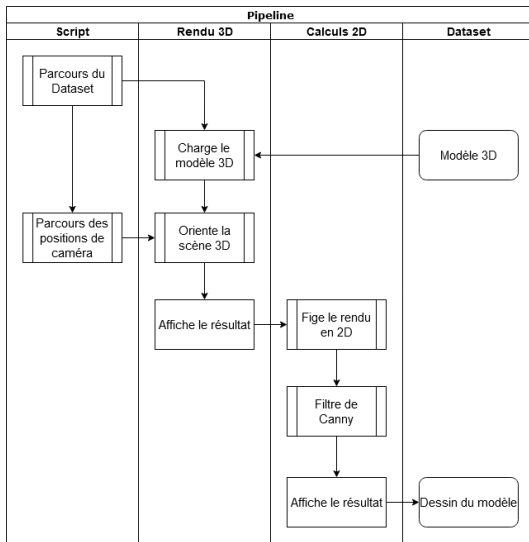 Pipeline
Script
Rendu 3D
Calculs 2D
Dataset
Parcours du
Dataset
Charge le
modèle 3D
Modèle 3D
Parcours des
positions de
caméra
Oriente la
scène 3D
Affiche le résultat
Fige le rendu
en 2D
Filtre de
Canny
Affiche le résultat
Dessin du modèle